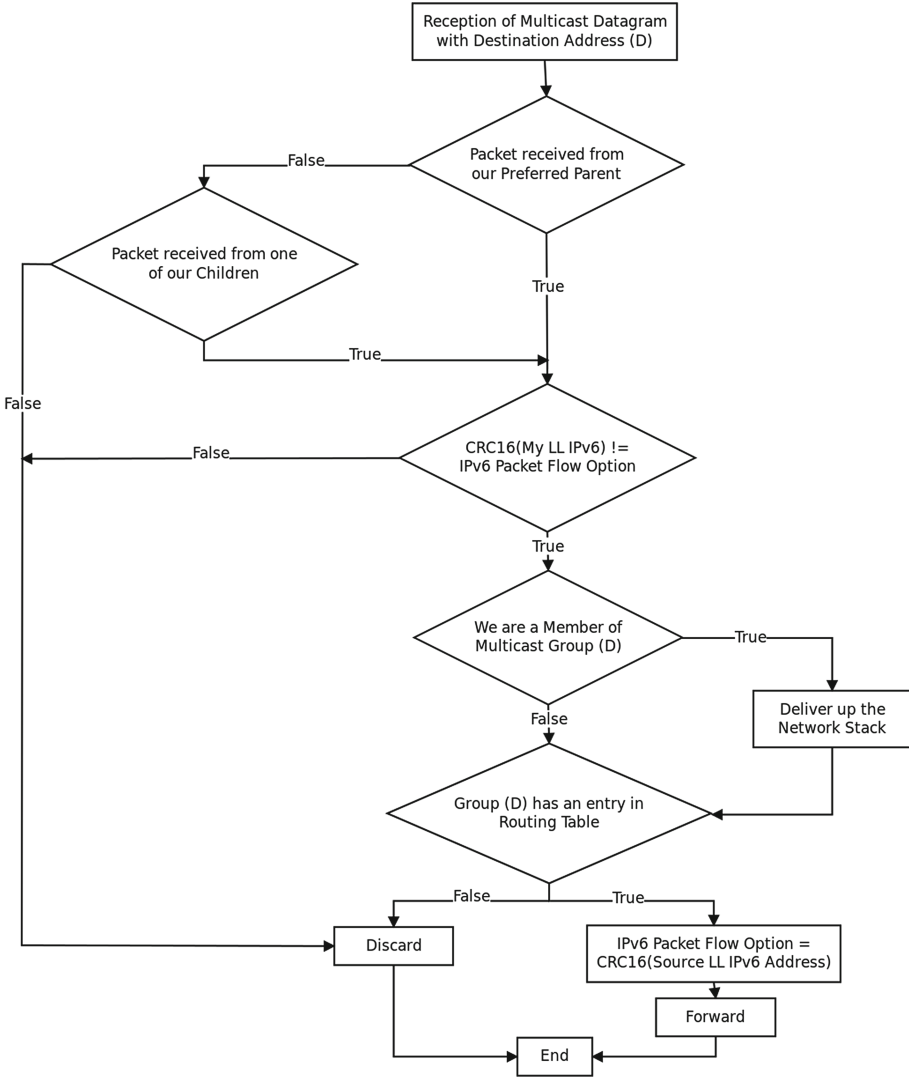 Reception of Multicast Datagram
with Destination Address (D)
Packet received from
our Preferred Parent
False
Packet received from one
of our Children
True
True
False
CRC16(My LL IPv6) !=
IPv6 Packet Flow Option
False
True
We are a Member of
Multicast Group (D)
True
Deliver up the
Network Stack
False
Group (D) has an entry in
Routing Table
False
True
Discard
IPv6 Packet Flow Option =
CRC16(Source LL IPv6 Address)
Forward
End